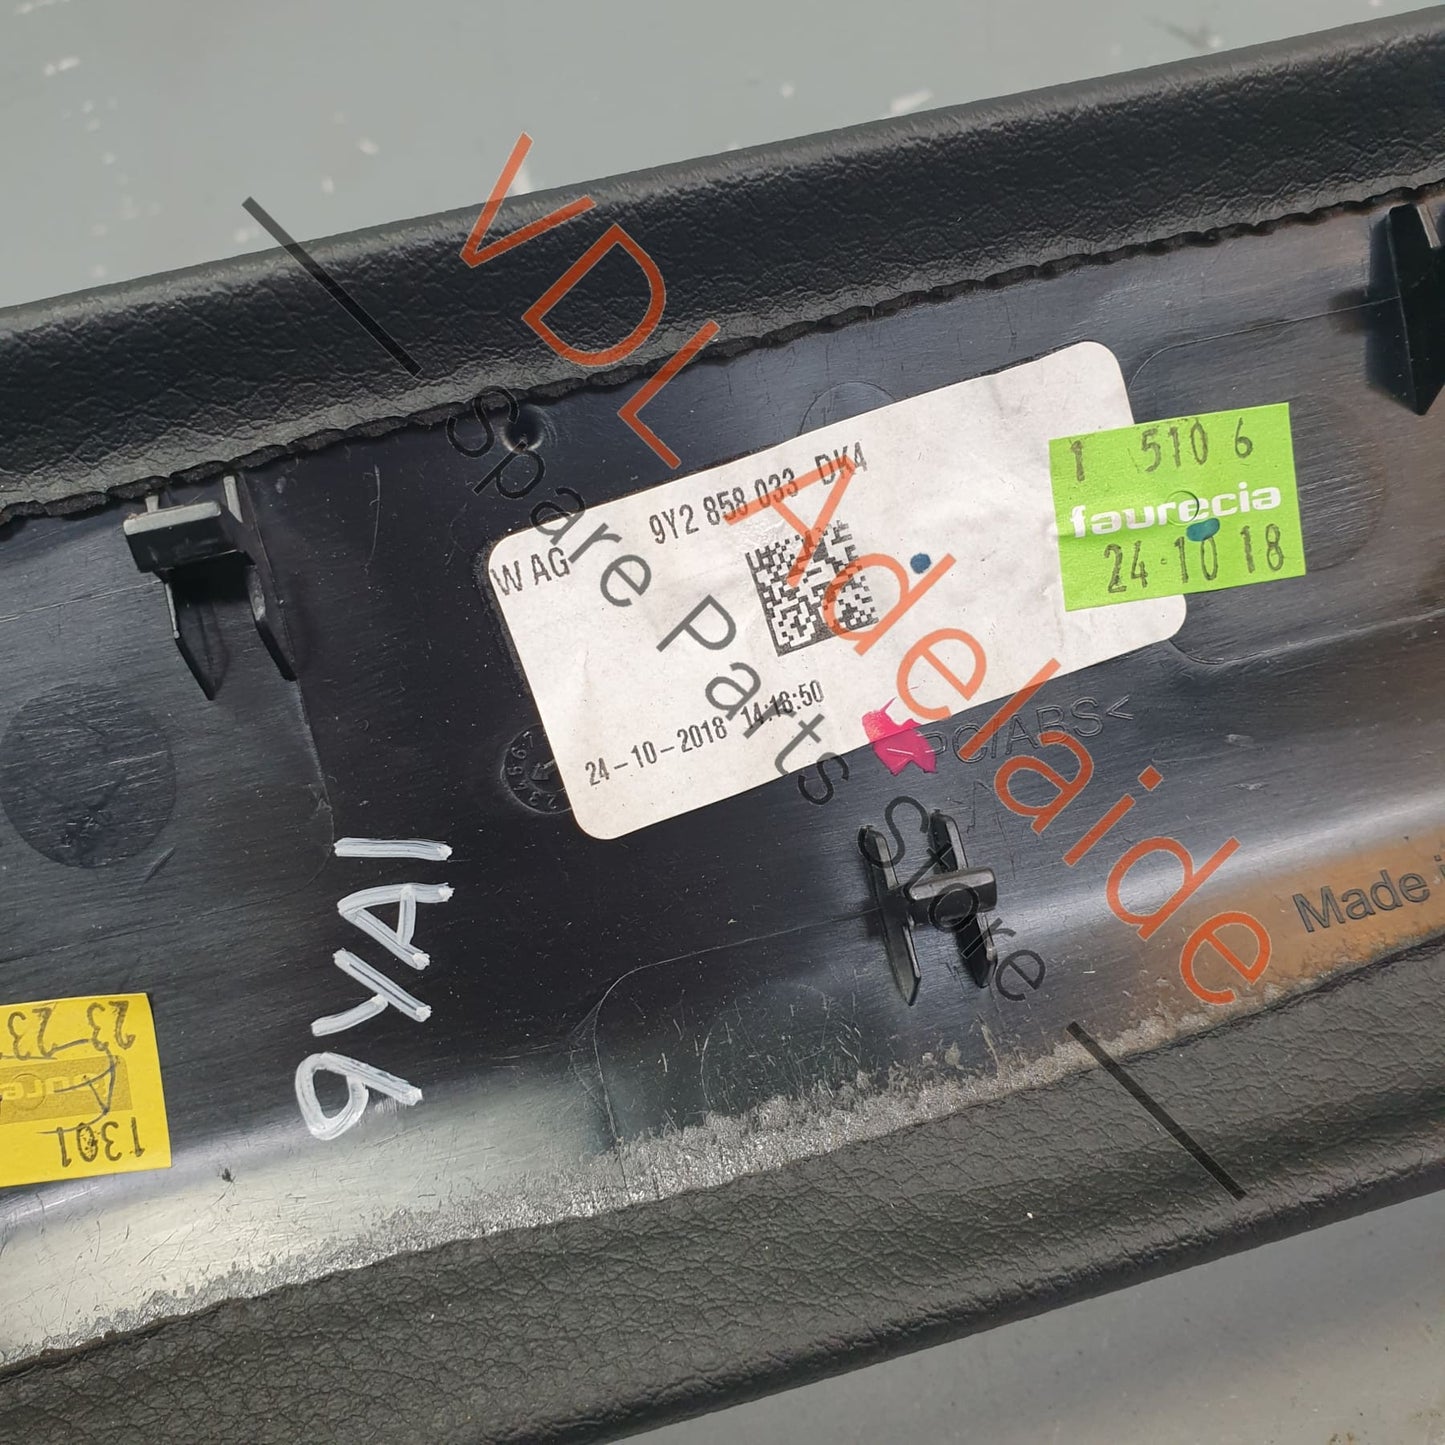 VDL Adelaide
Spare Parts Store
1 510 6
faurecia
24·10 18
9Y2 858 033 DK4
W AG
24-10-2018 14:18:50
PC/ABS<
Made
9YA1
1301